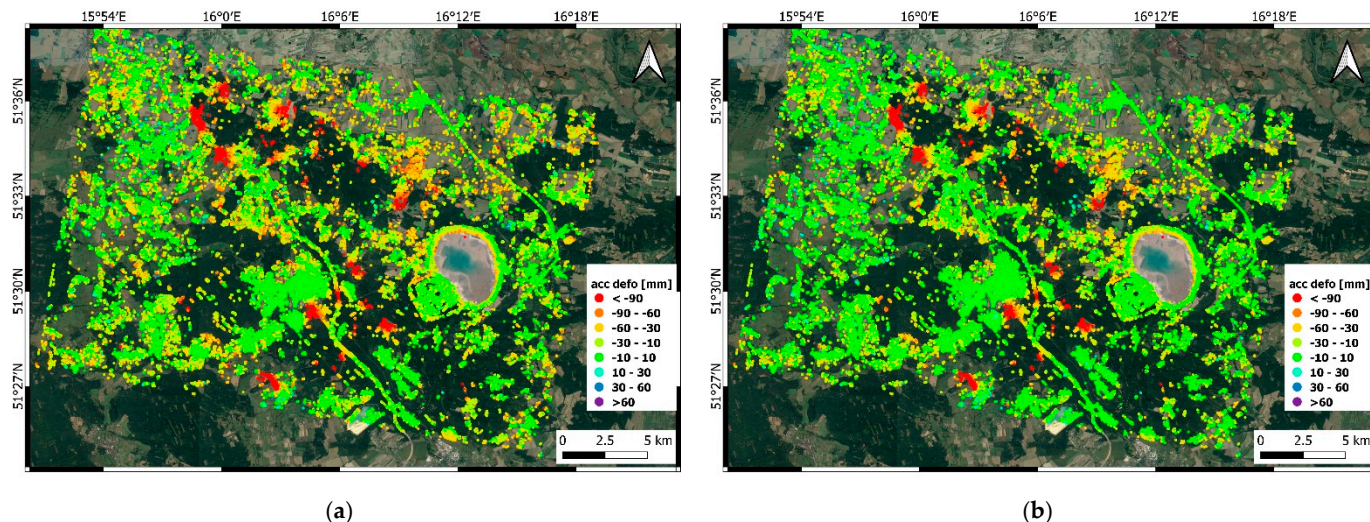 15°54'E 16°0'E 16°6'E 16°12'E 16°18'E
51°36'N
51°33'N
51°30'N
51°27'N
acc defo [mm]
< -90
-90 - -60
-60 - -30
-30 - -10
-10 - 10
10 - 30
30 - 60
>60
0 2.5 5 km
(a)
15°54'E 16°0'E 16°6'E 16°12'E 16°18'E
51°36'N
51°33'N
51°30'N
51°27'N
acc defo [mm]
< -90
-90 - -60
-60 - -30
-30 - -10
-10 - 10
10 - 30
30 - 60
>60
0 2.5 5 km
(b)